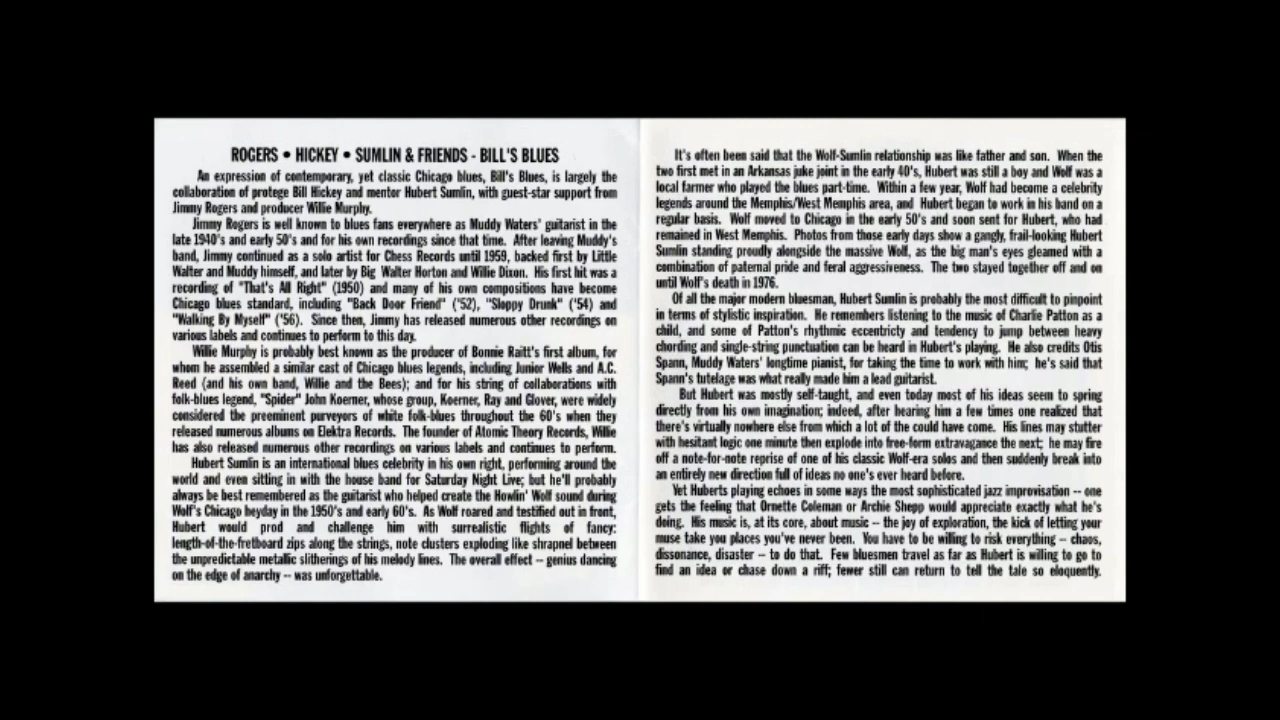 ROGERS • HICKEY • SUMLIN & FRIENDS - BILL'S BLUES
An expression of contemporary, yet classic Chicago blues, Bill's Blues, is largely the
collaboration of protege Bill Hickey and mentor Hubert Sumlin, with guest-star support from
Jimmy Rogers and producer Willie Murphy.
Jimmy Rogers is well known to blues fans everywhere as Muddy Waters' guitarist in the
late 1940's and early 50's and for his own recordings since that time. After leaving Muddy's
band, Jimmy continued as a solo artist for Chess Records until 1959, backed first by Little
Walter and Muddy himself, and later by Big Walter Horton and Willie Dixon. His first hit was a
recording of "That's All Right" (1950) and many of his own compositions have become
Chicago blues standard, including "Back Door Friend" ('52), "Sloppy Drunk" ('54) and
"Walking By Myself" ('56). Since then, Jimmy has released numerous other recordings on
various labels and continues to perform to this day.
Willie Murphy is probably best known as the producer of Bonnie Raitt's first album, for
whom he assembled a similar cast of Chicago blues legends, including Junior Wells and A.C.
Reed (and his own band, Willie and the Bees); and for his string of collaborations with
folk-blues legend, "Spider" John Koerner, whose group, Koerner, Ray and Glover, were widely
considered the preeminent purveyors of white folk-blues throughout the 60's when they
released numerous albums on Elektra Records. The founder of Atomic Theory Records, Willie
has also released numerous other recordings on various labels and continues to perform.
Hubert Sumlin is an international blues celebrity in his own right, performing around the
world and even sitting in with the house band for Saturday Night Live; but he'll probably
always be best remembered as the guitarist who helped create the Howlin' Wolf sound during
Wolf's Chicago heyday in the 1950's and early 60's. As Wolf roared and testified out in front,
Hubert would prod and challenge him with surrealistic flights of fancy:
length-of-the-fretboard zips along the strings, note clusters exploding like shrapnel between
the unpredictable metallic slitherings of his melody lines. The overall effect -- genius dancing
on the edge of anarchy -- was unforgettable.
It's often been said that the Wolf-Sumlin relationship was like father and son. When the
two first met in an Arkansas juke joint in the early 40's, Hubert was still a boy and Wolf was a
local farmer who played the blues part-time. Within a few year, Wolf had become a celebrity
legends around the Memphis/West Memphis area, and Hubert began to work in his band on a
regular basis. Wolf moved to Chicago in the early 50's and soon sent for Hubert, who had
remained in West Memphis. Photos from those early days show a gangly, frail-looking Hubert
Sumlin standing proudly alongside the massive Wolf, as the big man's eyes gleamed with a
combination of paternal pride and feral aggressiveness. The two stayed together off and on
until Wolf's death in 1976.
Of all the major modern bluesman, Hubert Sumlin is probably the most difficult to pinpoint
in terms of stylistic inspiration. He remembers listening to the music of Charlie Patton as a
child, and some of Patton's rhythmic eccentricty and tendency to jump between heavy
chording and single-string punctuation can be heard in Hubert's playing. He also credits Otis
Spann, Muddy Waters' longtime pianist, for taking the time to work with him; he's said that
Spann's tutelage was what really made him a lead guitarist.
But Hubert was mostly self-taught, and even today most of his ideas seem to spring
directly from his own imagination; indeed, after hearing him a few times one realized that
there's virtually nowhere else from which a lot of the could have come. His lines may stutter
with hesitant logic one minute then explode into free-form extravagance the next; he may fire
off a note-for-note reprise of one of his classic Wolf-era solos and then suddenly break into
an entirely new direction full of ideas no one's ever heard before.
Yet Huberts playing echoes in some ways the most sophisticated jazz improvisation -- one
gets the feeling that Ornette Coleman or Archie Shepp would appreciate exactly what he's
doing. His music is, at its core, about music -- the joy of exploration, the kick of letting your
muse take you places you've never been. You have to be willing to risk everything -- chaos,
dissonance, disaster -- to do that. Few bluesmen travel as far as Hubert is willing to go to
find an idea or chase down a riff; fewer still can return to tell the tale so eloquently.